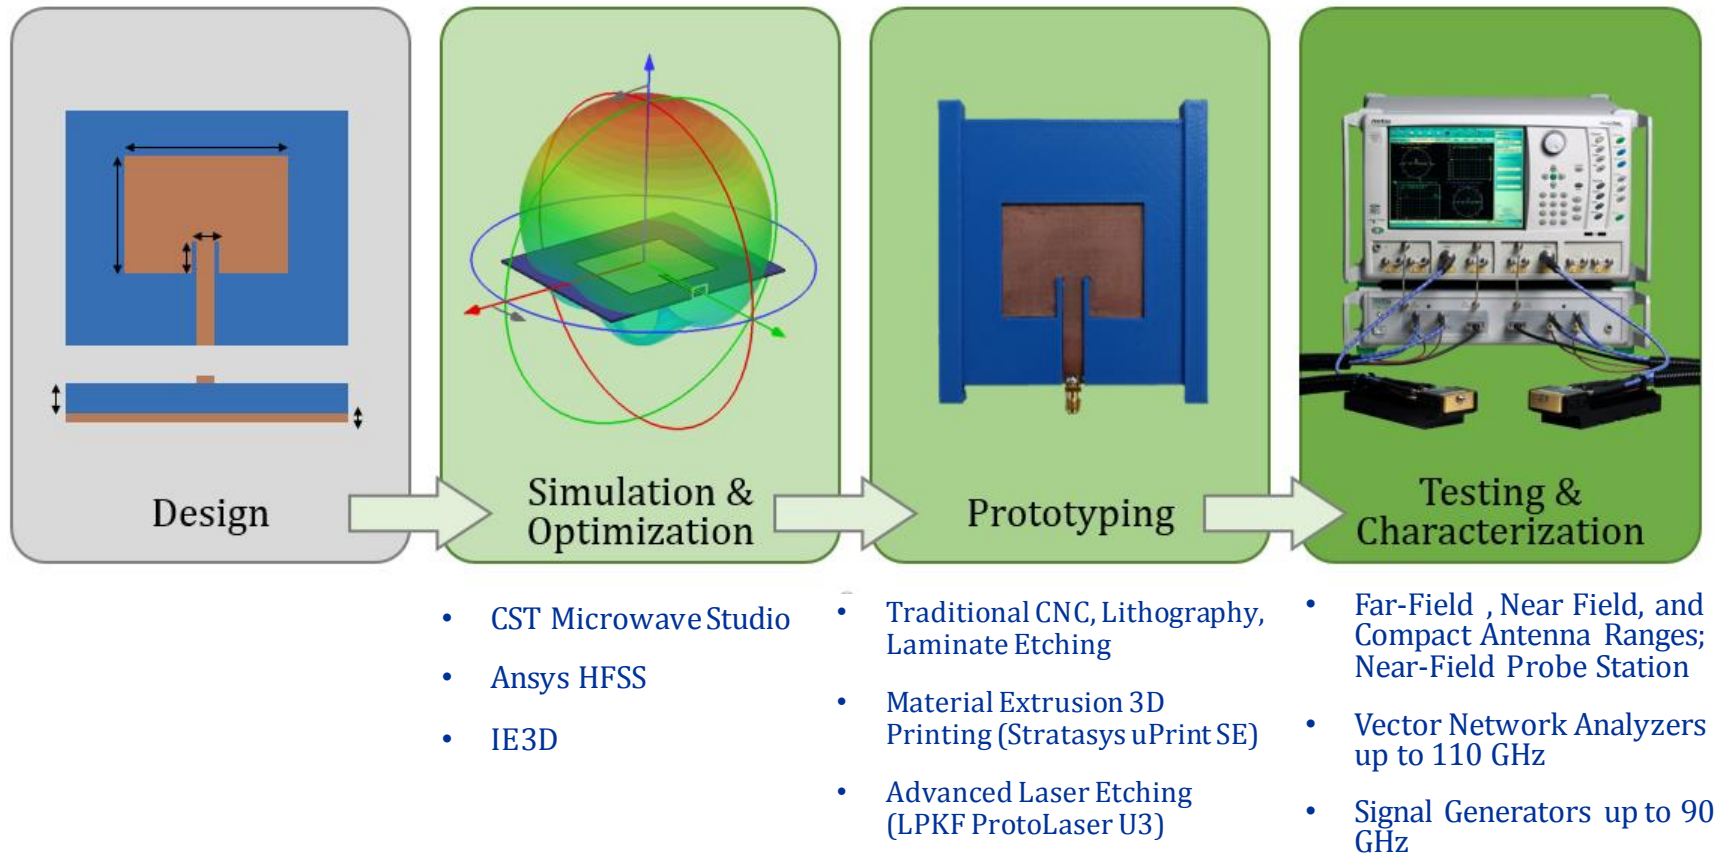 Design
Simulation &
Optimization
Prototyping
Testing &
Characterization
• CST Microwave Studio
• Ansys HFSS
• IE3D
• Traditional CNC, Lithography,
Laminate Etching
• Material Extrusion 3D
Printing (Stratasys uPrint SE)
• Advanced Laser Etching
(LPKF ProtoLaser U3)
• Far-Field , Near Field, and
Compact Antenna Ranges;
Near-Field Probe Station
• Vector Network Analyzers
up to 110 GHz
• Signal Generators up to 90
GHz